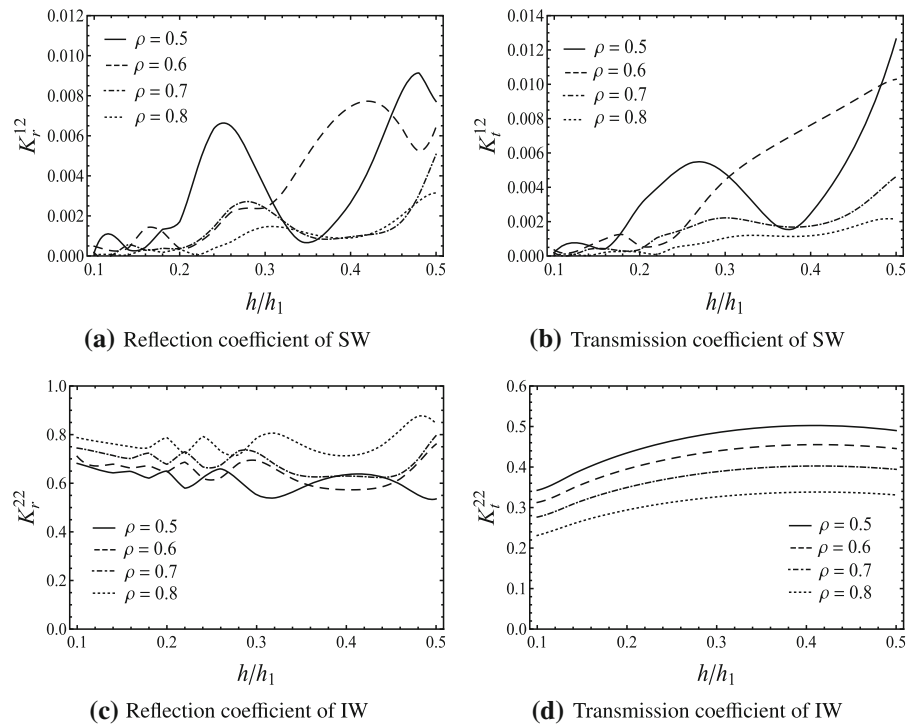 0.012
0.010
0.008
0.006
0.004
0.002
0.000
K_r^{12}
ρ = 0.5
ρ = 0.6
ρ = 0.7
ρ = 0.8
0.1 0.2 0.3 0.4 0.5
h/h₁
(a) Reflection coefficient of SW
0.014
0.012
0.010
0.008
0.006
0.004
0.002
0.000
K_t^{12}
ρ = 0.5
ρ = 0.6
ρ = 0.7
ρ = 0.8
0.1 0.2 0.3 0.4 0.5
h/h₁
(b) Transmission coefficient of SW
1.0
0.8
0.6
0.4
0.2
0.0
K_r^{22}
ρ = 0.5
ρ = 0.6
ρ = 0.7
ρ = 0.8
0.1 0.2 0.3 0.4 0.5
h/h₁
(c) Reflection coefficient of IW
0.6
0.5
0.4
0.3
0.2
0.1
0.0
K_t^{22}
ρ = 0.5
ρ = 0.6
ρ = 0.7
ρ = 0.8
0.1 0.2 0.3 0.4 0.5
h/h₁
(d) Transmission coefficient of IW